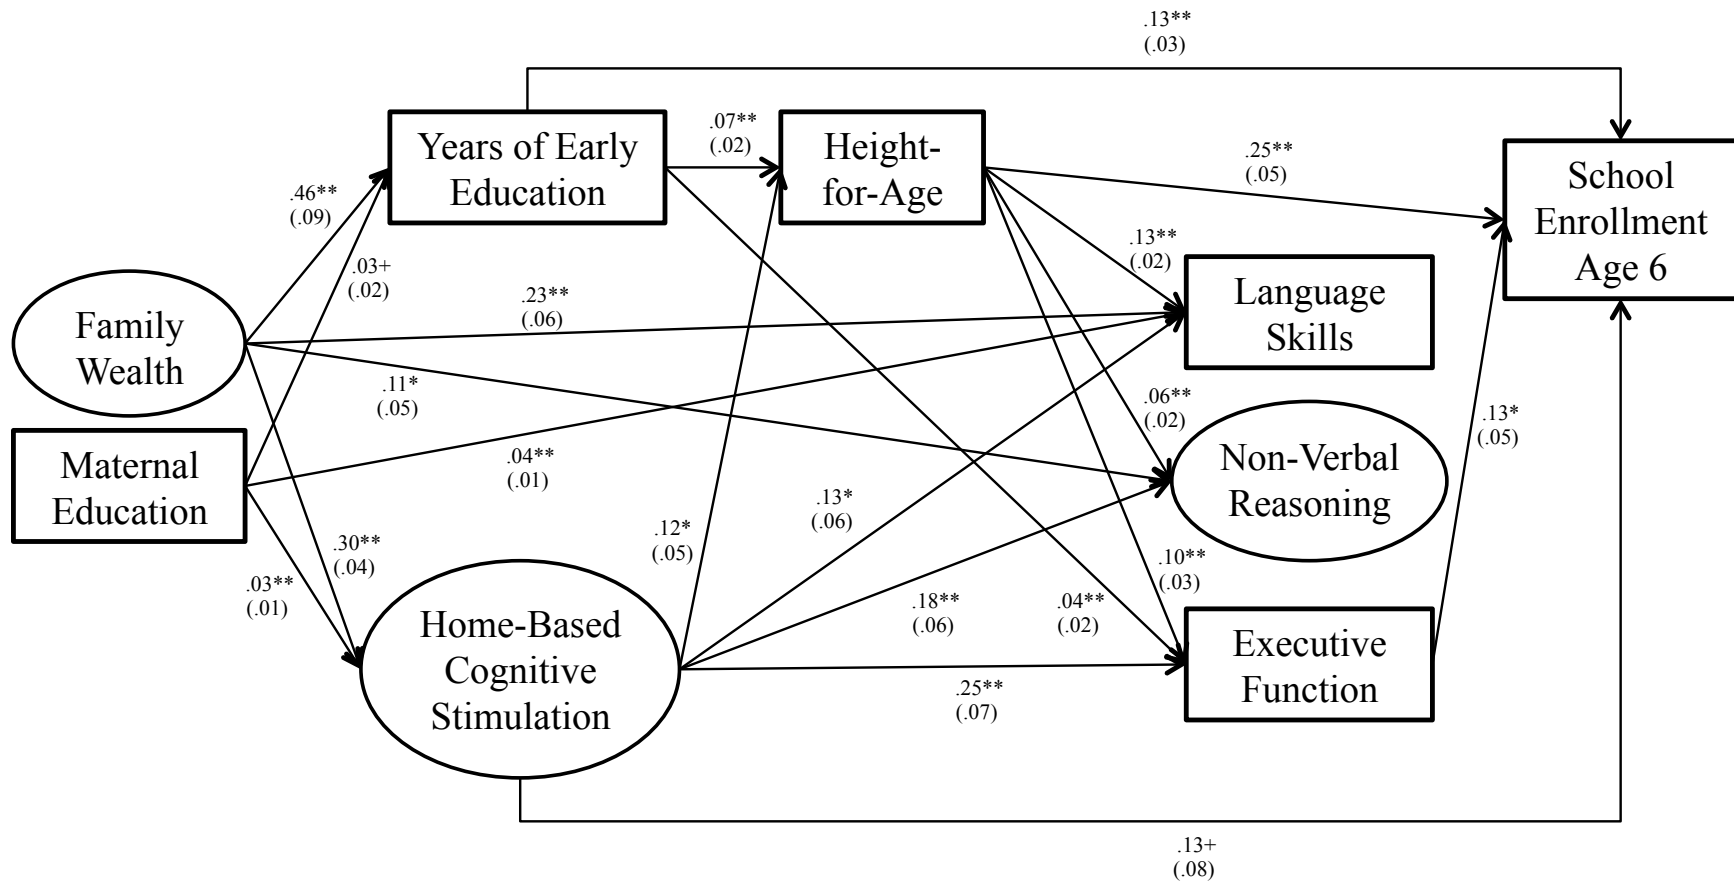 .13**
(.03)
Years of Early
Education
.07**
(.02)
Height-
for-Age
.25**
(.05)
School
Enrollment
Age 6
.46**
(.09)
.03+
(.02)
.23**
(.06)
.13**
(.02)
Language
Skills
Family
Wealth
.11*
(.05)
.06**
(.02)
.13*
(.05)
Maternal
Education
.04**
(.01)
.13*
(.06)
Non-Verbal
Reasoning
.30**
(.04)
.12*
(.05)
.10**
(.03)
.03**
(.01)
Home-Based
Cognitive
Stimulation
.18**
(.06)
.04**
(.02)
Executive
Function
.25**
(.07)
.13+
(.08)